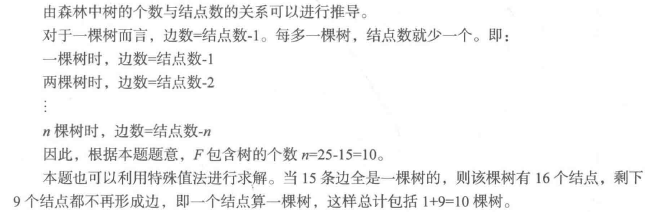 由森林中树的个数与结点数的关系可以进行推导。
对于一棵树而言，边数=结点数-1。每多一棵树，结点数就少一个。即：
一棵树时，边数=结点数-1
两棵树时，边数=结点数-2
⋮
n 棵树时，边数=结点数-n
因此，根据本题题意，F 包含树的个数 n=25-15=10。
本题也可以利用特殊值法进行求解。当 15 条边全是一棵树的，则该棵树有 16 个结点，剩下
9 个结点都不再形成边，即一个结点算一棵树，这样总计包括 1+9=10 棵树。